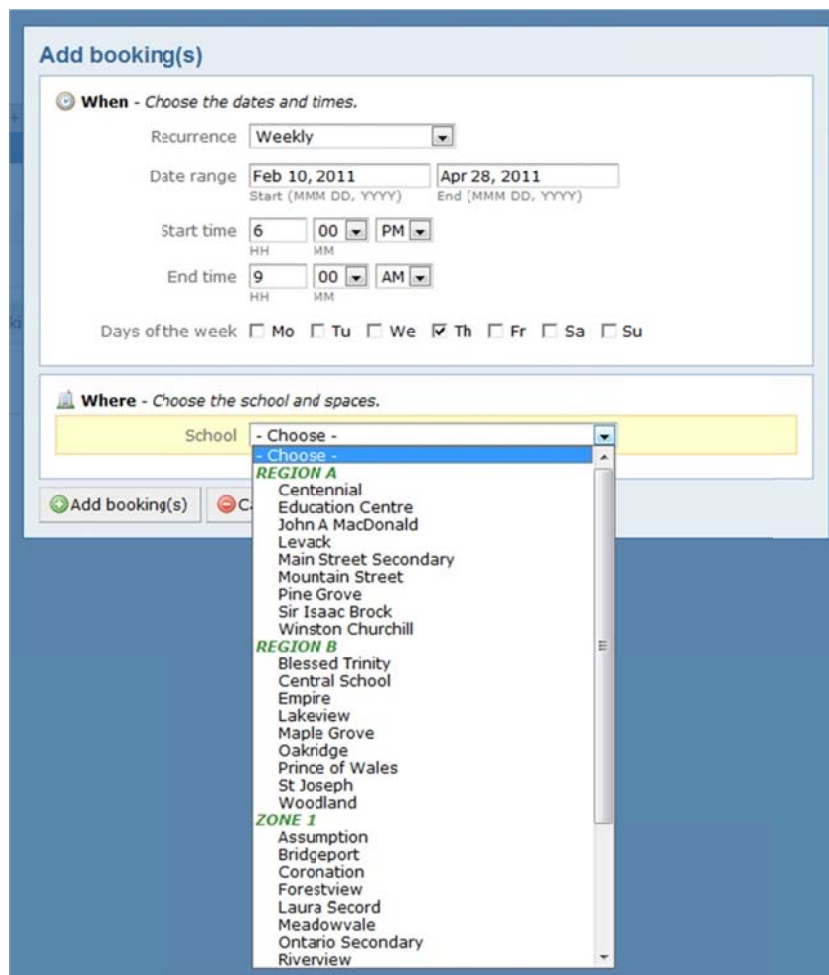 Add booking(s)
When - Choose the dates and times.
Recurrence Weekly
Date range Feb 10, 2011 Apr 28, 2011
Start (MMM DD, YYYY) End (MMM DD, YYYY)
Start time 6 00 PM
HH MM
End time 9 00 AM
HH MM
Days of the week Mo Tu We Th Fr Sa Su
Where - Choose the school and spaces.
School - Choose -
- Choose -
REGION A
Centennial
Education Centre
John A MacDonald
Levack
Main Street Secondary
Mountain Street
Pine Grove
Sir Isaac Brock
Winston Churchill
REGION B
Blessed Trinity
Central School
Empire
Lakeview
Maple Grove
Oakridge
Prince of Wales
St Joseph
Woodland
ZONE 1
Assumption
Bridgeport
Coronation
Forestview
Laura Secord
Meadowvale
Ontario Secondary
Riverview
Add booking(s)